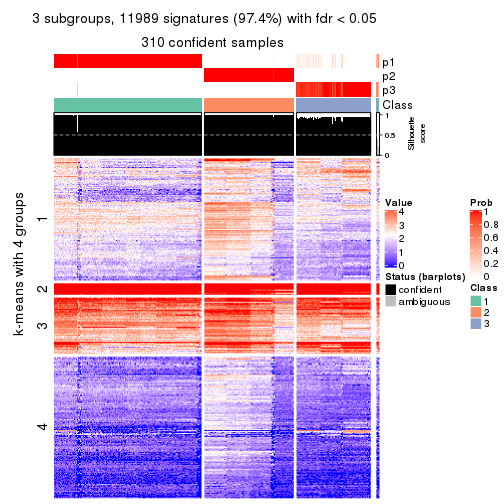 3 subgroups, 11989 signatures (97.4%) with fdr < 0.05
310 confident samples
p1
p2
p3
Class
1
0.5
0
Silhouette
score
k-means with 4 groups
1
2
3
4
Value
4
3
2
1
0
Status (barplots)
confident
ambiguous
Prob
1
0.8
0.6
0.4
0.2
0
Class
1
2
3